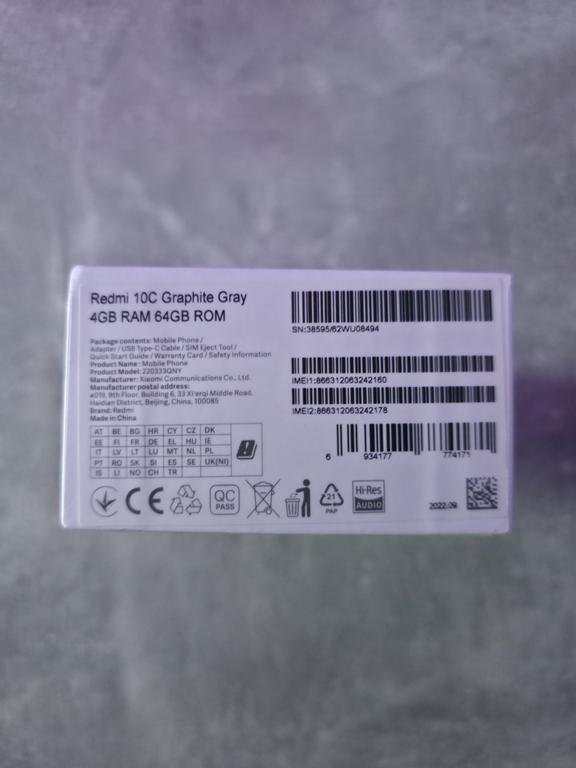 Redmi 10C Graphite Gray
4GB RAM 64GB ROM
Package contents: Mobile Phone /
Adapter / USB Type-C Cable / SIM Eject Tool /
Quick Start Guide / Warranty Card / Safety Information
Product Name: Mobile Phone
Product Model: 220333QNY
Manufacturer: Xiaomi Communications Co., Ltd.
Manufacturer postal address:
#019, 9th Floor, Building 6, 33 Xi'erqi Middle Road,
Haidian District, Beijing, China, 100085
Brand: Redmi
Made in China
AT BE BG HR CY CZ DK
EE FI FR DE EL HU IE
IT LV LT LU MT NL PL
PT RO SK SI ES SE UK(NI)
IS LI NO CH TR
SN:38595/62WU08494
IMEI1:866312063242160
IMEI2:866312063242178
6 934177 774171
CE
QC
PASS
21
PAP
Hi-Res
AUDIO
2022.09